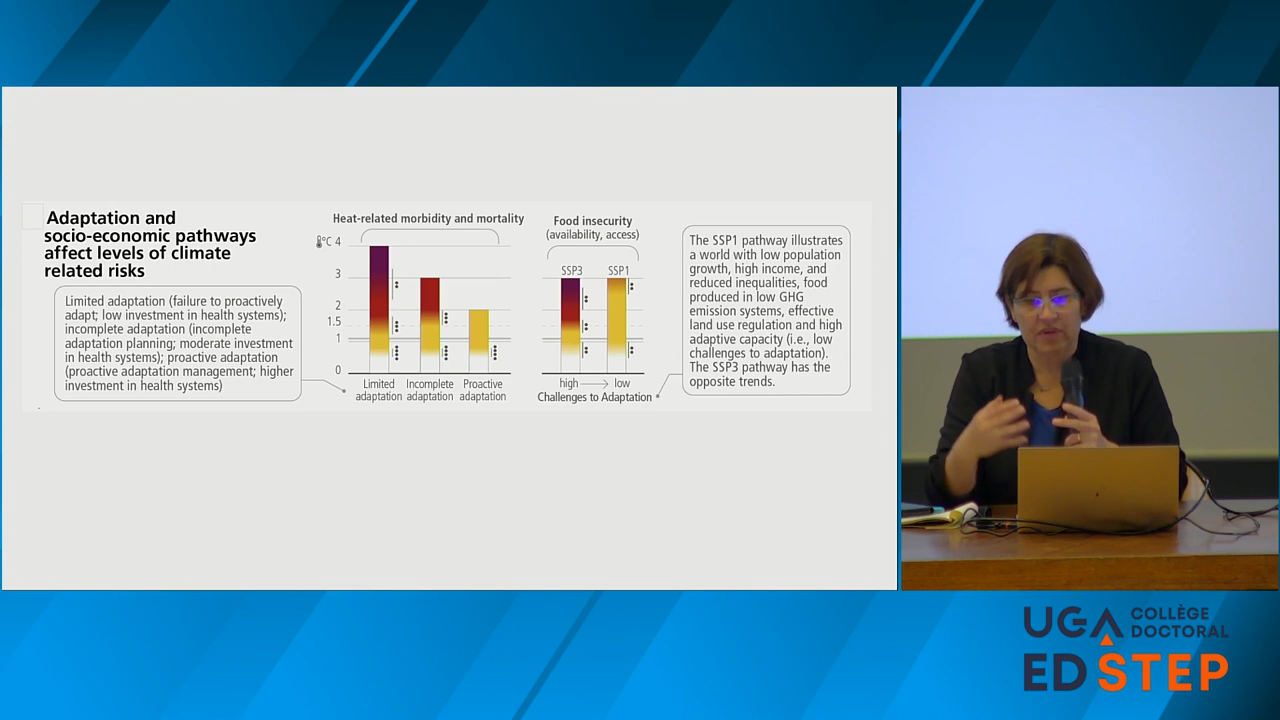 Adaptation and
socio-economic pathways
affect levels of climate
related risks
Limited adaptation (failure to proactively
adapt; low investment in health systems);
incomplete adaptation (incomplete
adaptation planning; moderate investment
in health systems); proactive adaptation
(proactive adaptation management; higher
investment in health systems)
Heat-related morbidity and mortality
°C 4
3
2
1.5
1
0
Limited
adaptation
Incomplete
adaptation
Proactive
adaptation
Food insecurity
(availability, access)
SSP3 SSP1
high low
Challenges to Adaptation
The SSP1 pathway illustrates
a world with low population
growth, high income, and
reduced inequalities, food
produced in low GHG
emission systems, effective
land use regulation and high
adaptive capacity (i.e., low
challenges to adaptation).
The SSP3 pathway has the
opposite trends.
UGA COLLÈGE
DOCTORAL
ED STEP